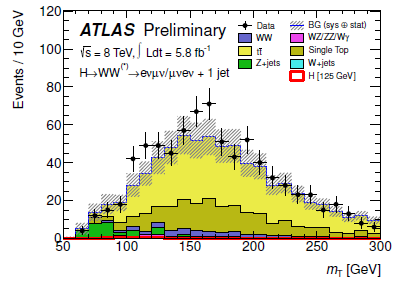 ATLAS Preliminary
√s = 8 TeV, ∫ Ldt = 5.8 fb⁻¹
H→WW(*)→eνμν/μνeν + 1 jet
Data
BG (sys ⊕ stat)
WW
WZ/ZZ/Wγ
tt̄
Single Top
Z+jets
W+jets
H [125 GeV]
Events / 10 GeV
120
100
80
60
40
20
0
50 100 150 200 250 300
mT [GeV]